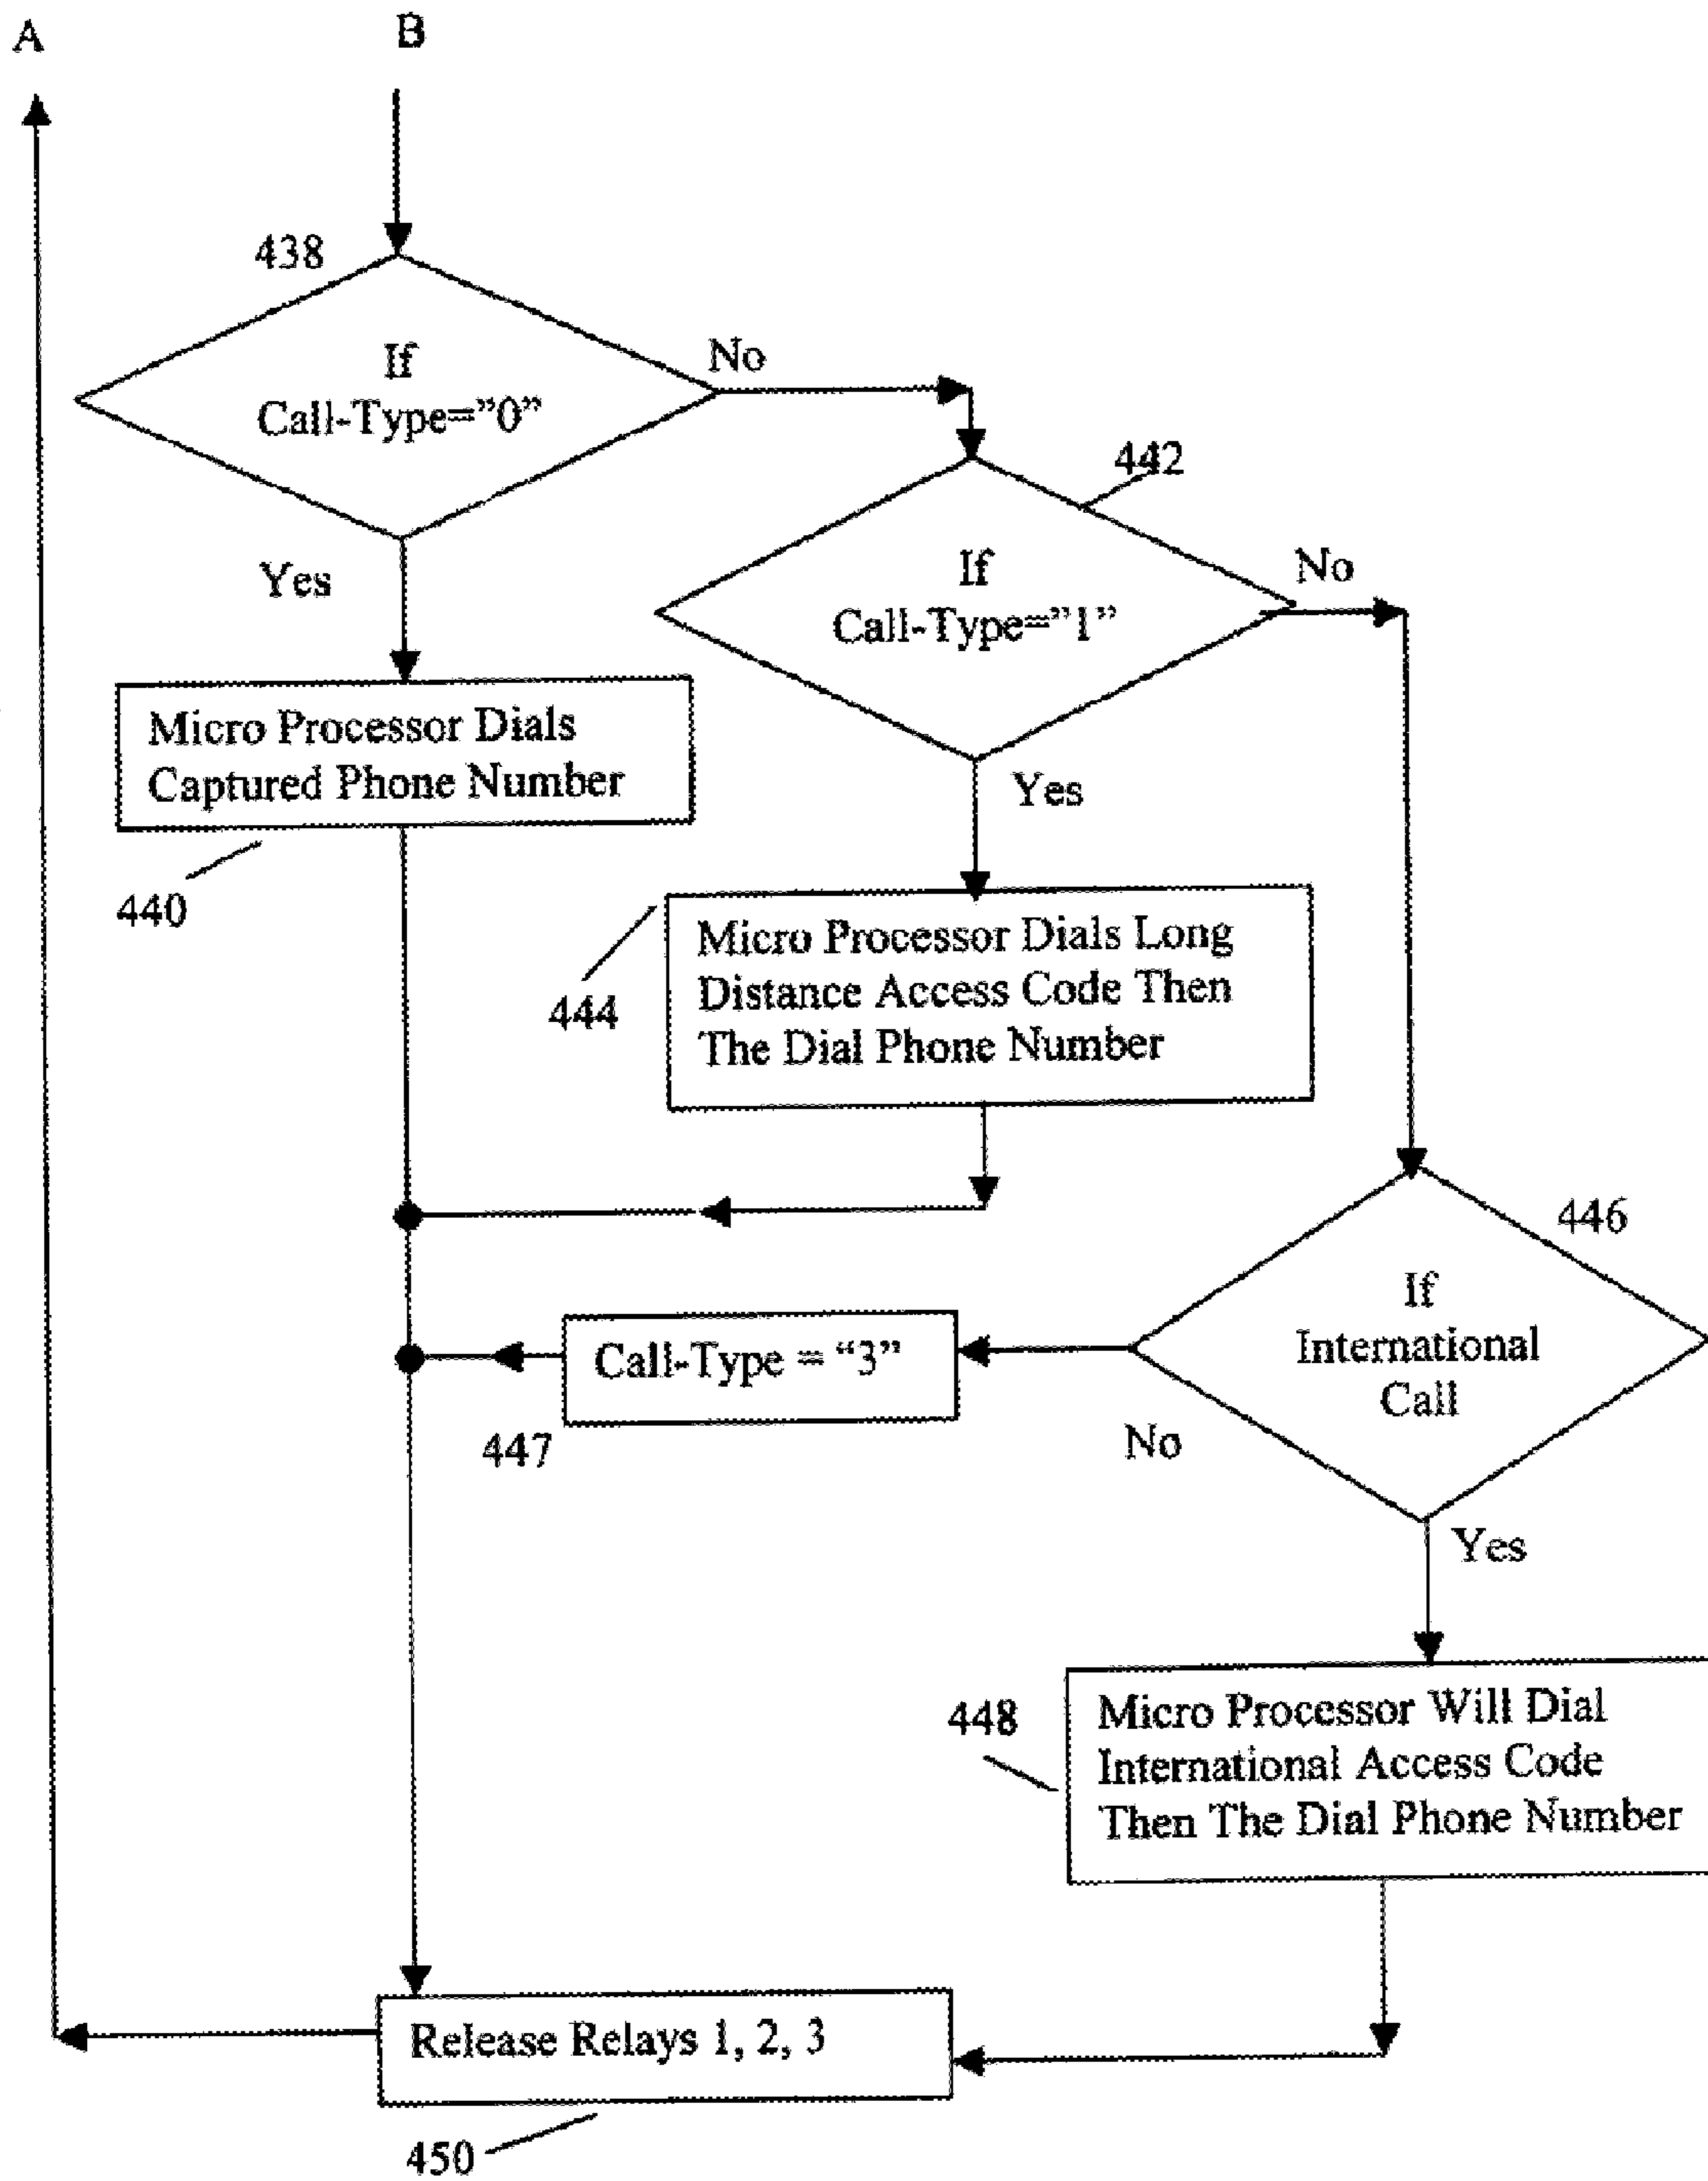 A
B
438
If
Call-Type=”0”
No
442
If
Call-Type=”1”
No
Yes
Micro Processor Dials
Captured Phone Number
440
Yes
444
Micro Processor Dials Long
Distance Access Code Then
The Dial Phone Number
446
If
International
Call
Call-Type = “3”
447
No
Yes
448
Micro Processor Will Dial
International Access Code
Then The Dial Phone Number
Release Relays 1, 2, 3
450